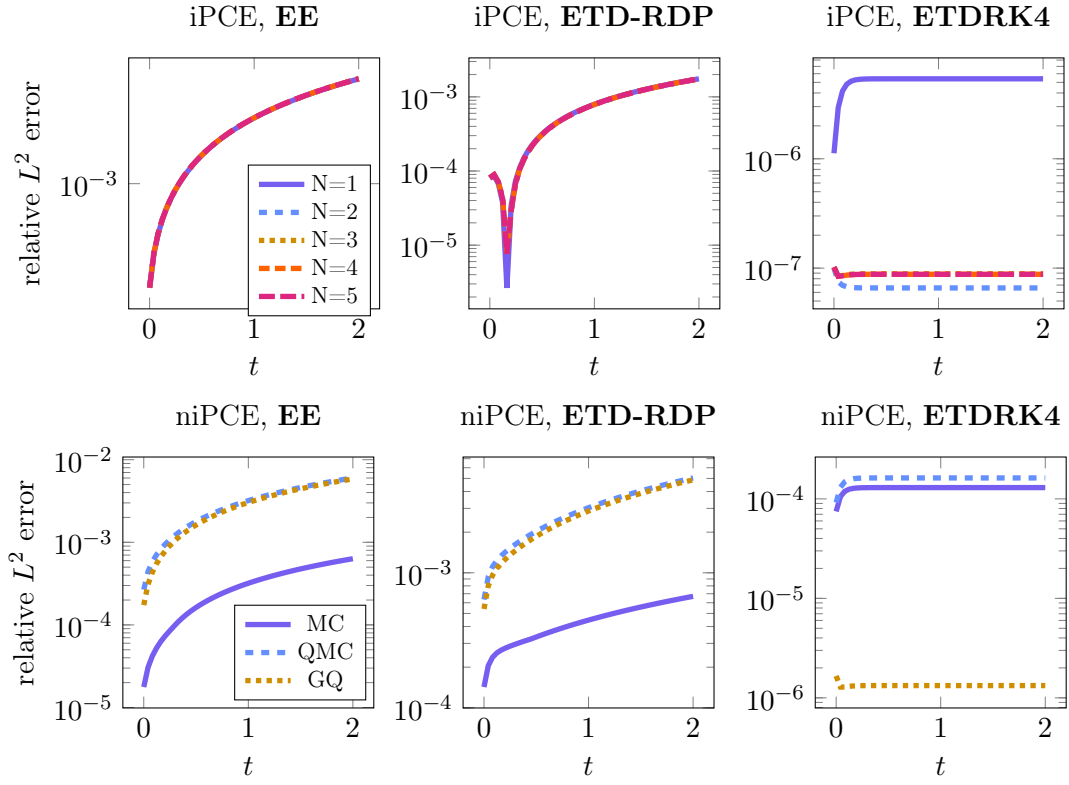 iPCE, EE
iPCE, ETD-RDP
iPCE, ETDRK4
relative L² error
10⁻³
0
1
2
t
N=1
N=2
N=3
N=4
N=5
10⁻³
10⁻⁴
10⁻⁵
0
1
2
t
10⁻⁶
10⁻⁷
0
1
2
t
niPCE, EE
niPCE, ETD-RDP
niPCE, ETDRK4
relative L² error
10⁻²
10⁻³
10⁻⁴
10⁻⁵
0
1
2
t
MC
QMC
GQ
10⁻³
10⁻⁴
0
1
2
t
10⁻⁴
10⁻⁵
10⁻⁶
0
1
2
t